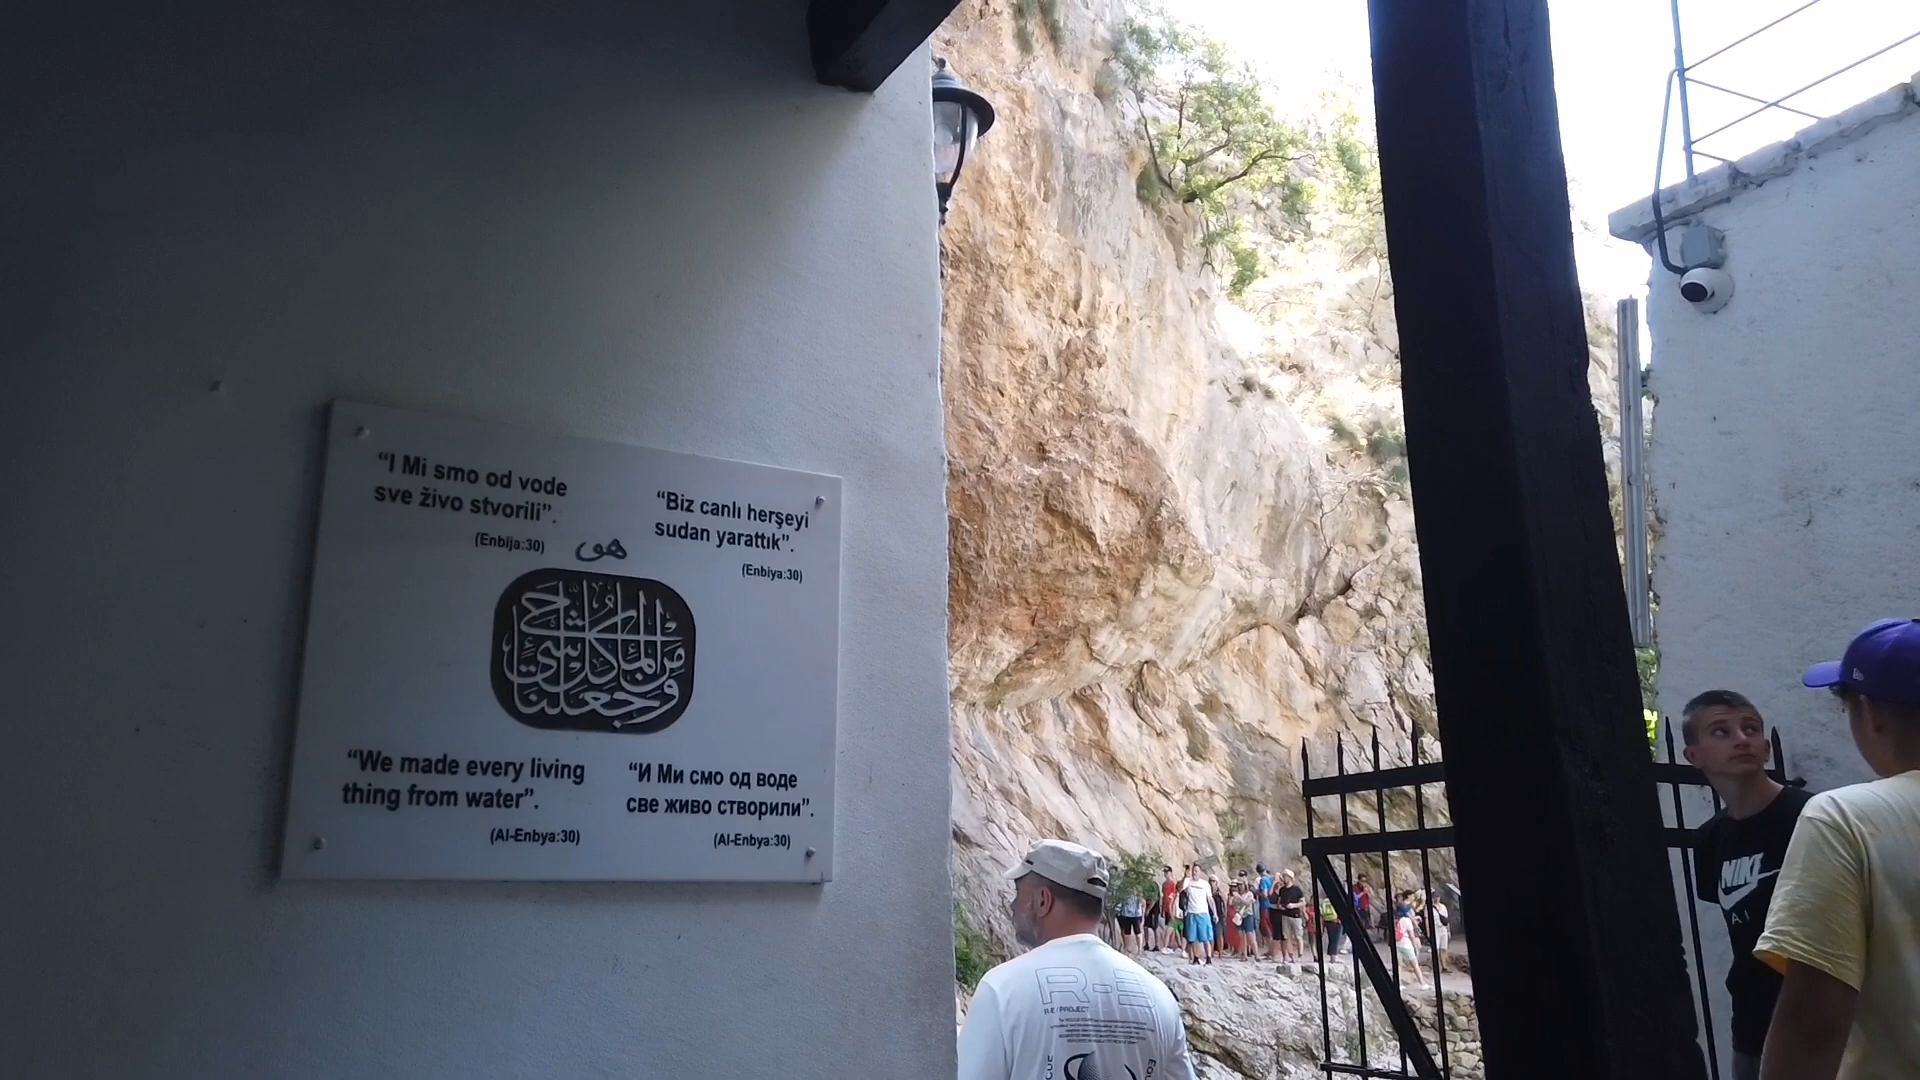 “I Mi smo od vode
sve živo stvorili”.
(Enbija:30)
“Biz canlı herşeyi
sudan yarattık”.
(Enbiya:30)
هو
وجعلنا من الماء كل شيء حي
“We made every living
thing from water”.
(Al-Enbya:30)
“И Ми смо од воде
све живо створили”.
(Al-Enbya:30)
R-E
R-E / PROJECT
NIKE
AI